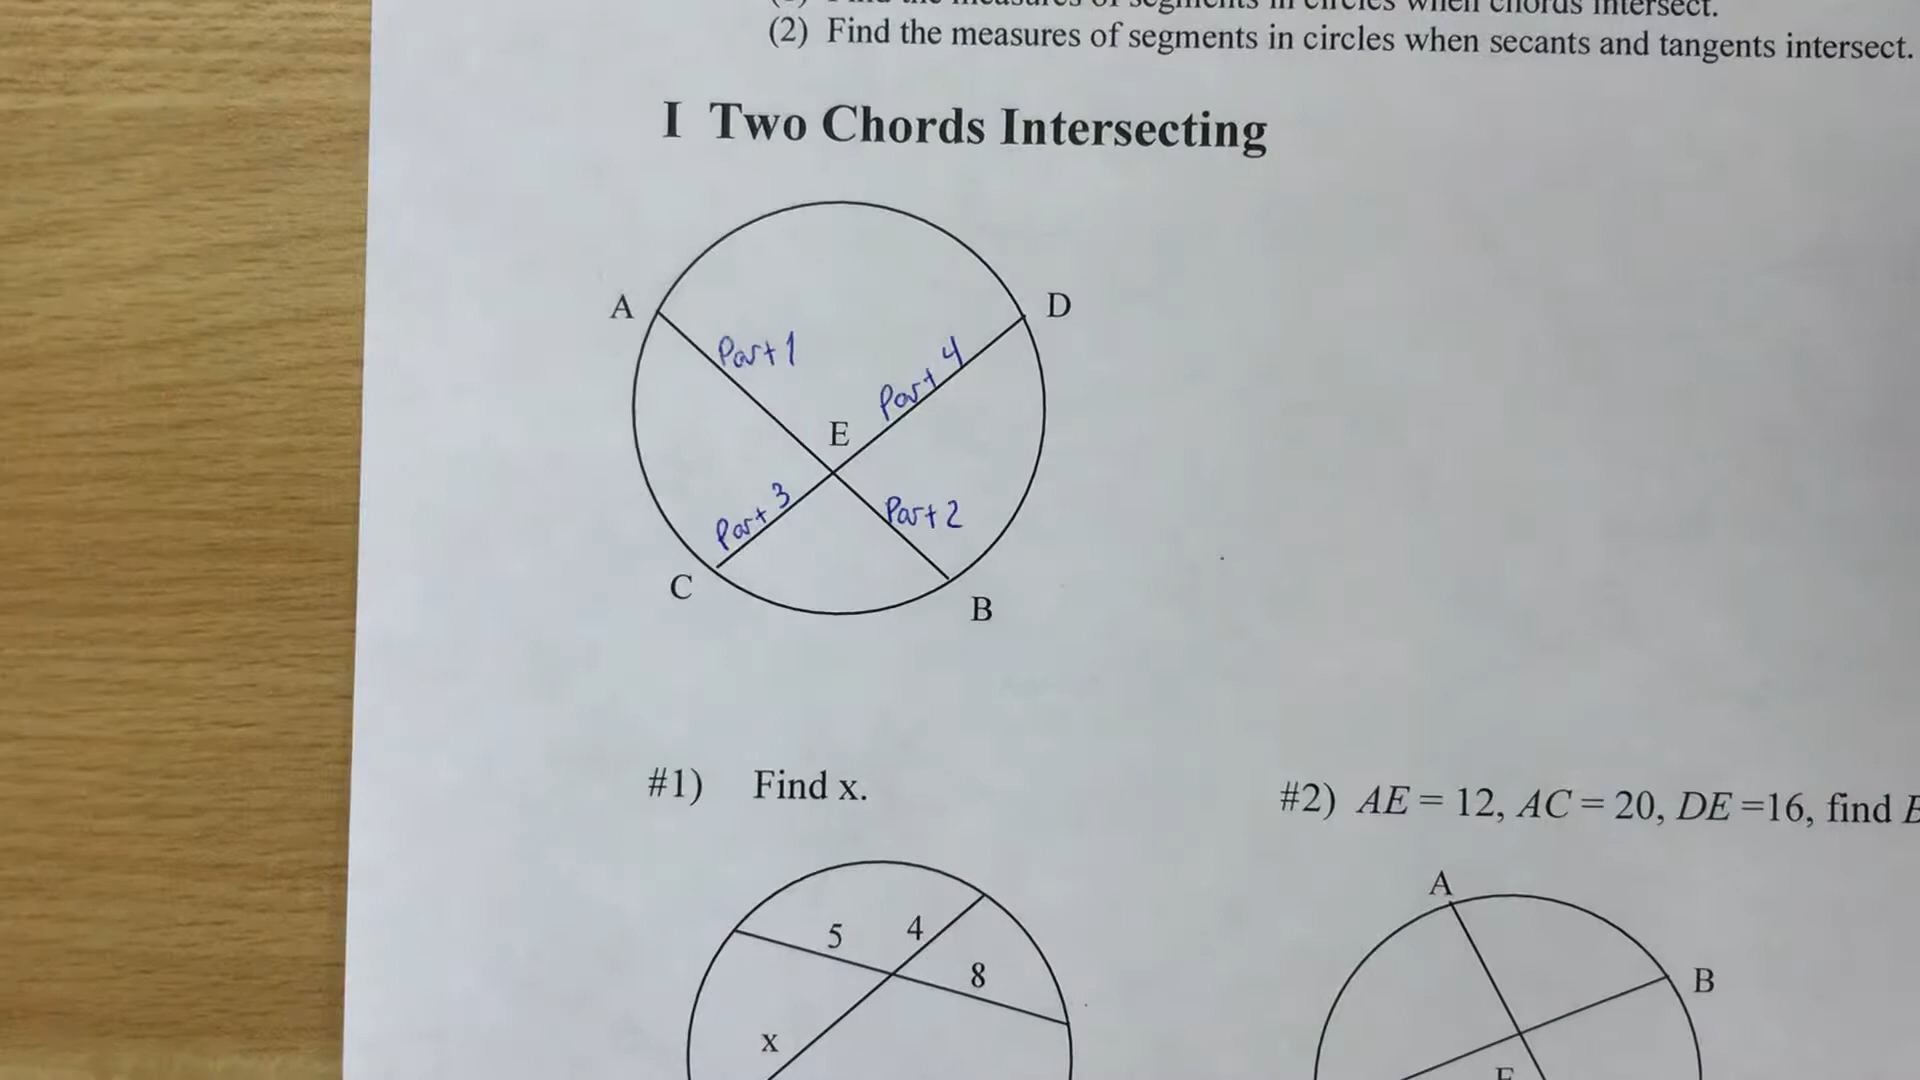 (2) Find the measures of segments in circles when secants and tangents intersect.
I Two Chords Intersecting
A
D
Part 1
Part 4
E
Part 3
Part 2
C
B
#1) Find x.
#2) AE = 12, AC = 20, DE =16, find
A
5
4
8
B
x